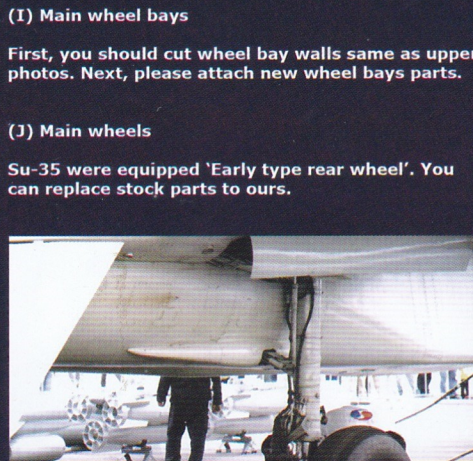 (I) Main wheel bays
First, you should cut wheel bay walls same as upper
photos. Next, please attach new wheel bays parts.
(J) Main wheels
Su-35 were equipped ‘Early type rear wheel’. You
can replace stock parts to ours.